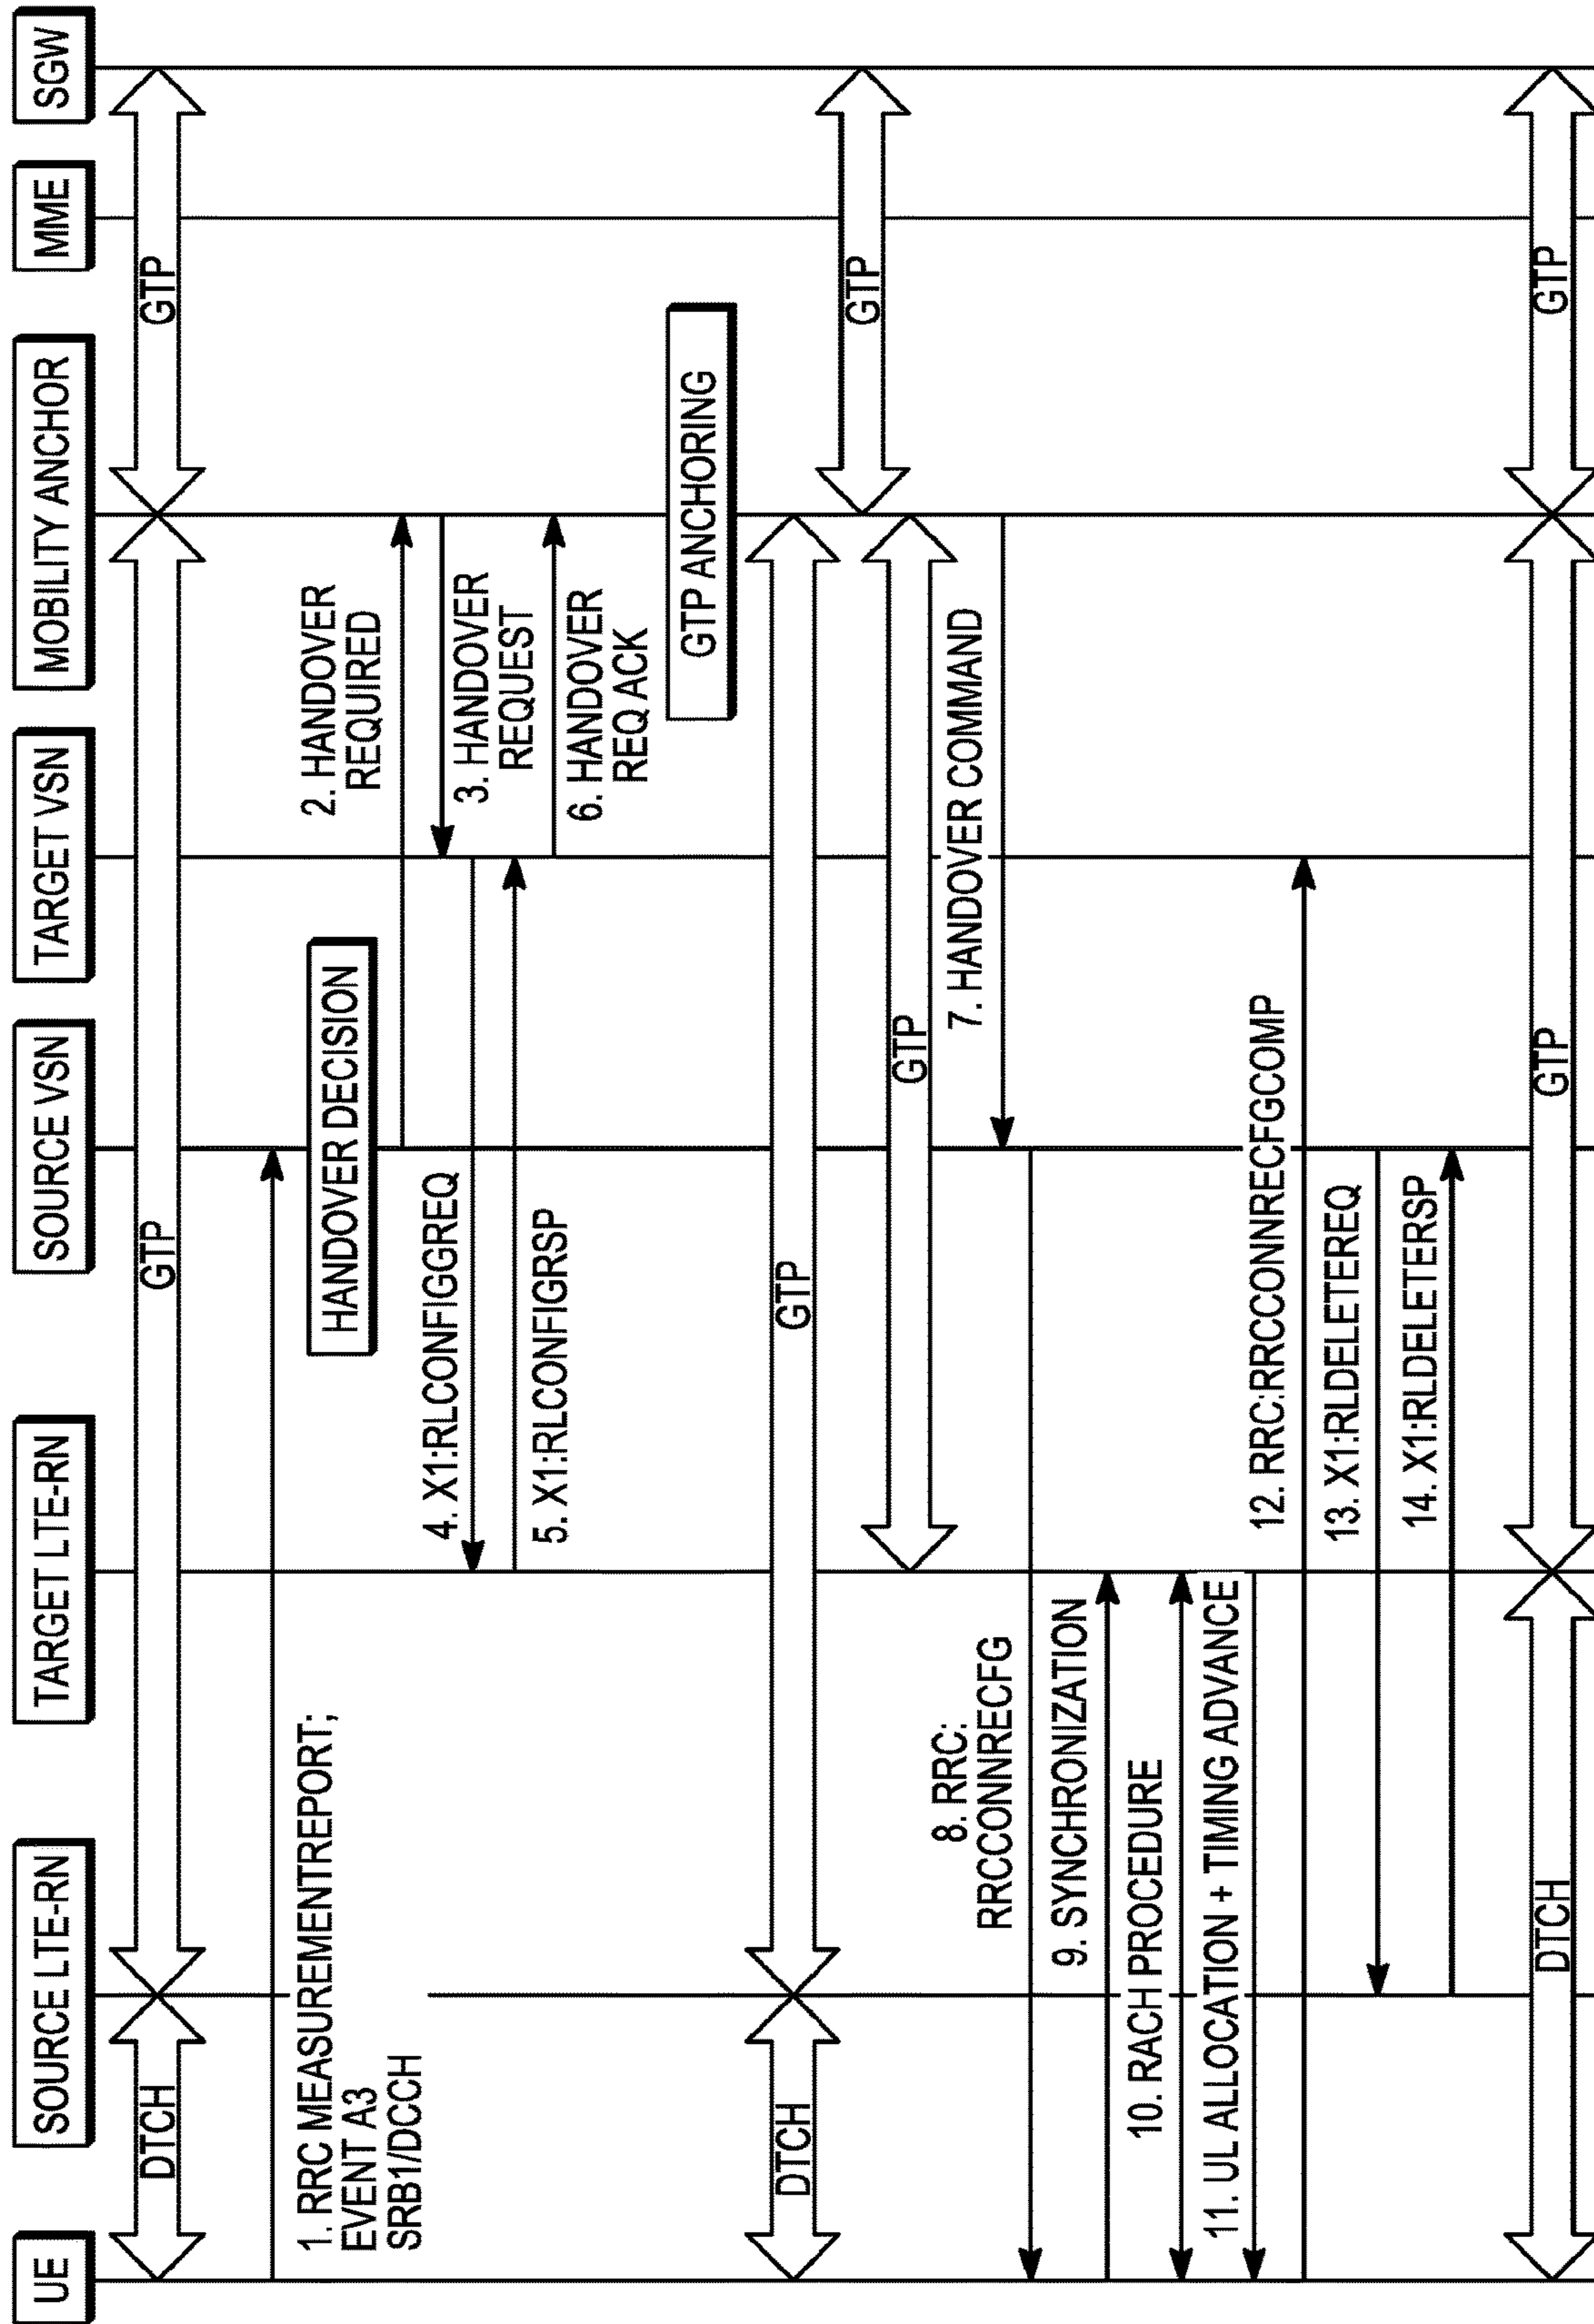 UE
SOURCE LTE-RN
TARGET LTE-RN
SOURCE VSN
TARGET VSN
MOBILITY ANCHOR
MME
SGW
DTCH
GTP
GTP
1. RRC MEASUREMENTREPORT;
EVENT A3
SRB1/DCCH
HANDOVER DECISION
2. HANDOVER
REQUIRED
3. HANDOVER
REQUEST
4. X1:RLCONFIGGREQ
5. X1:RLCONFIGRSP
6. HANDOVER
REQ ACK
GTP ANCHORING
DTCH
GTP
GTP
GTP
7. HANDOVER COMMAND
8. RRC:
RRCCONNRECFG
9. SYNCHRONIZATION
10. RACH PROCEDURE
11. UL ALLOCATION + TIMING ADVANCE
12. RRC:RRCCONNRECFGCOMP
13. X1:RLDELETEREQ
14. X1:RLDELETERSP
DTCH
GTP
GTP